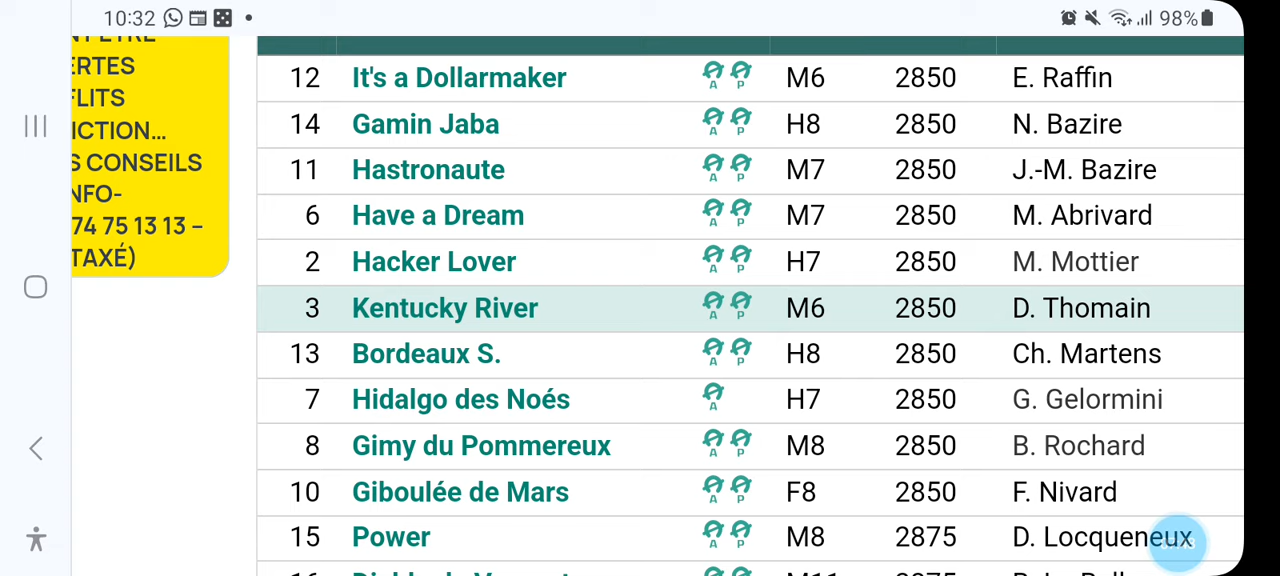 10:32 98%
NT ÊTRE
ERTES
FLITS
ICTION...
S CONSEILS
NFO-
74 75 13 13 –
TAXÉ)
12 It's a Dollarmaker A P M6 2850 E. Raffin
14 Gamin Jaba A P H8 2850 N. Bazire
11 Hastronaute A P M7 2850 J.-M. Bazire
6 Have a Dream A P M7 2850 M. Abrivard
2 Hacker Lover A P H7 2850 M. Mottier
3 Kentucky River A P M6 2850 D. Thomain
13 Bordeaux S. A P H8 2850 Ch. Martens
7 Hidalgo des Noés A H7 2850 G. Gelormini
8 Gimy du Pommereux A P M8 2850 B. Rochard
10 Giboulée de Mars A P F8 2850 F. Nivard
15 Power A P M8 2875 D. Locqueneux